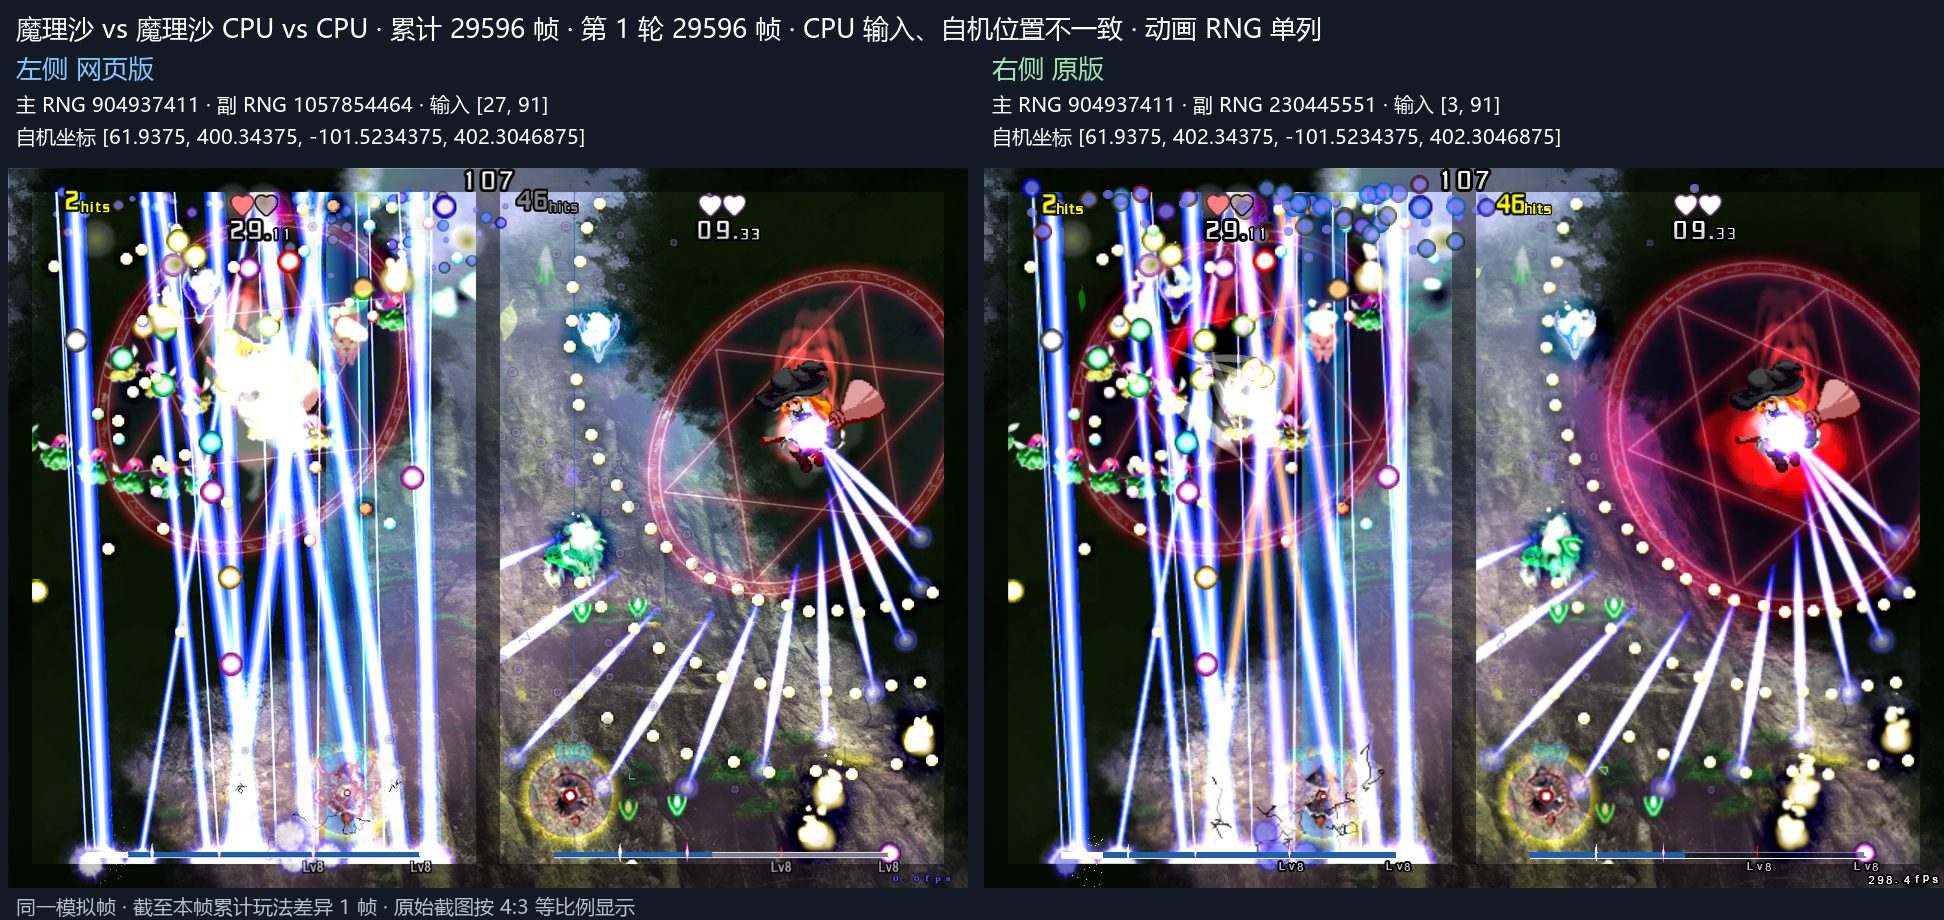 魔理沙 vs 魔理沙 CPU vs CPU · 累计 29596 帧 · 第 1 轮 29596 帧 · CPU 输入、自机位置不一致 · 动画 RNG 单列
左侧 网页版
主 RNG 904937411 · 副 RNG 1057854464 · 输入 [27, 91]
自机坐标 [61.9375, 400.34375, -101.5234375, 402.3046875]
右侧 原版
主 RNG 904937411 · 副 RNG 230445551 · 输入 [3, 91]
自机坐标 [61.9375, 402.34375, -101.5234375, 402.3046875]
107
2hits
46hits
29.11
09.33
Lv8
Lv8
Lv8
Lv8
0.0fps
107
2hits
46hits
29.11
09.33
Lv8
Lv8
Lv8
Lv8
298.4fps
同一模拟帧 · 截至本帧累计玩法差异 1 帧 · 原始截图按 4:3 等比例显示